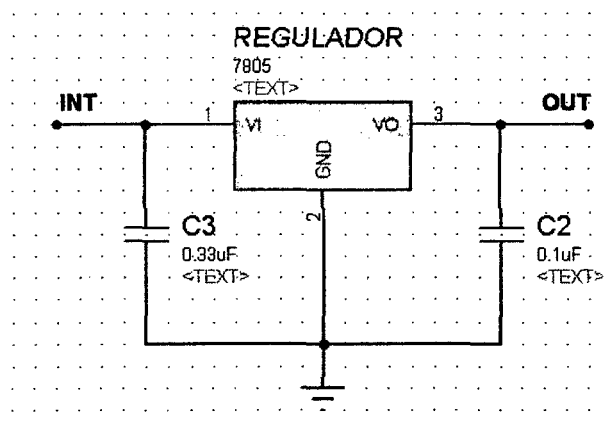 REGULADOR
7805
<TEXT>
INT
OUT
1
VI
VO
3
GND
2
C3
0.33uF
<TEXT>
C2
0.1uF
<TEXT>